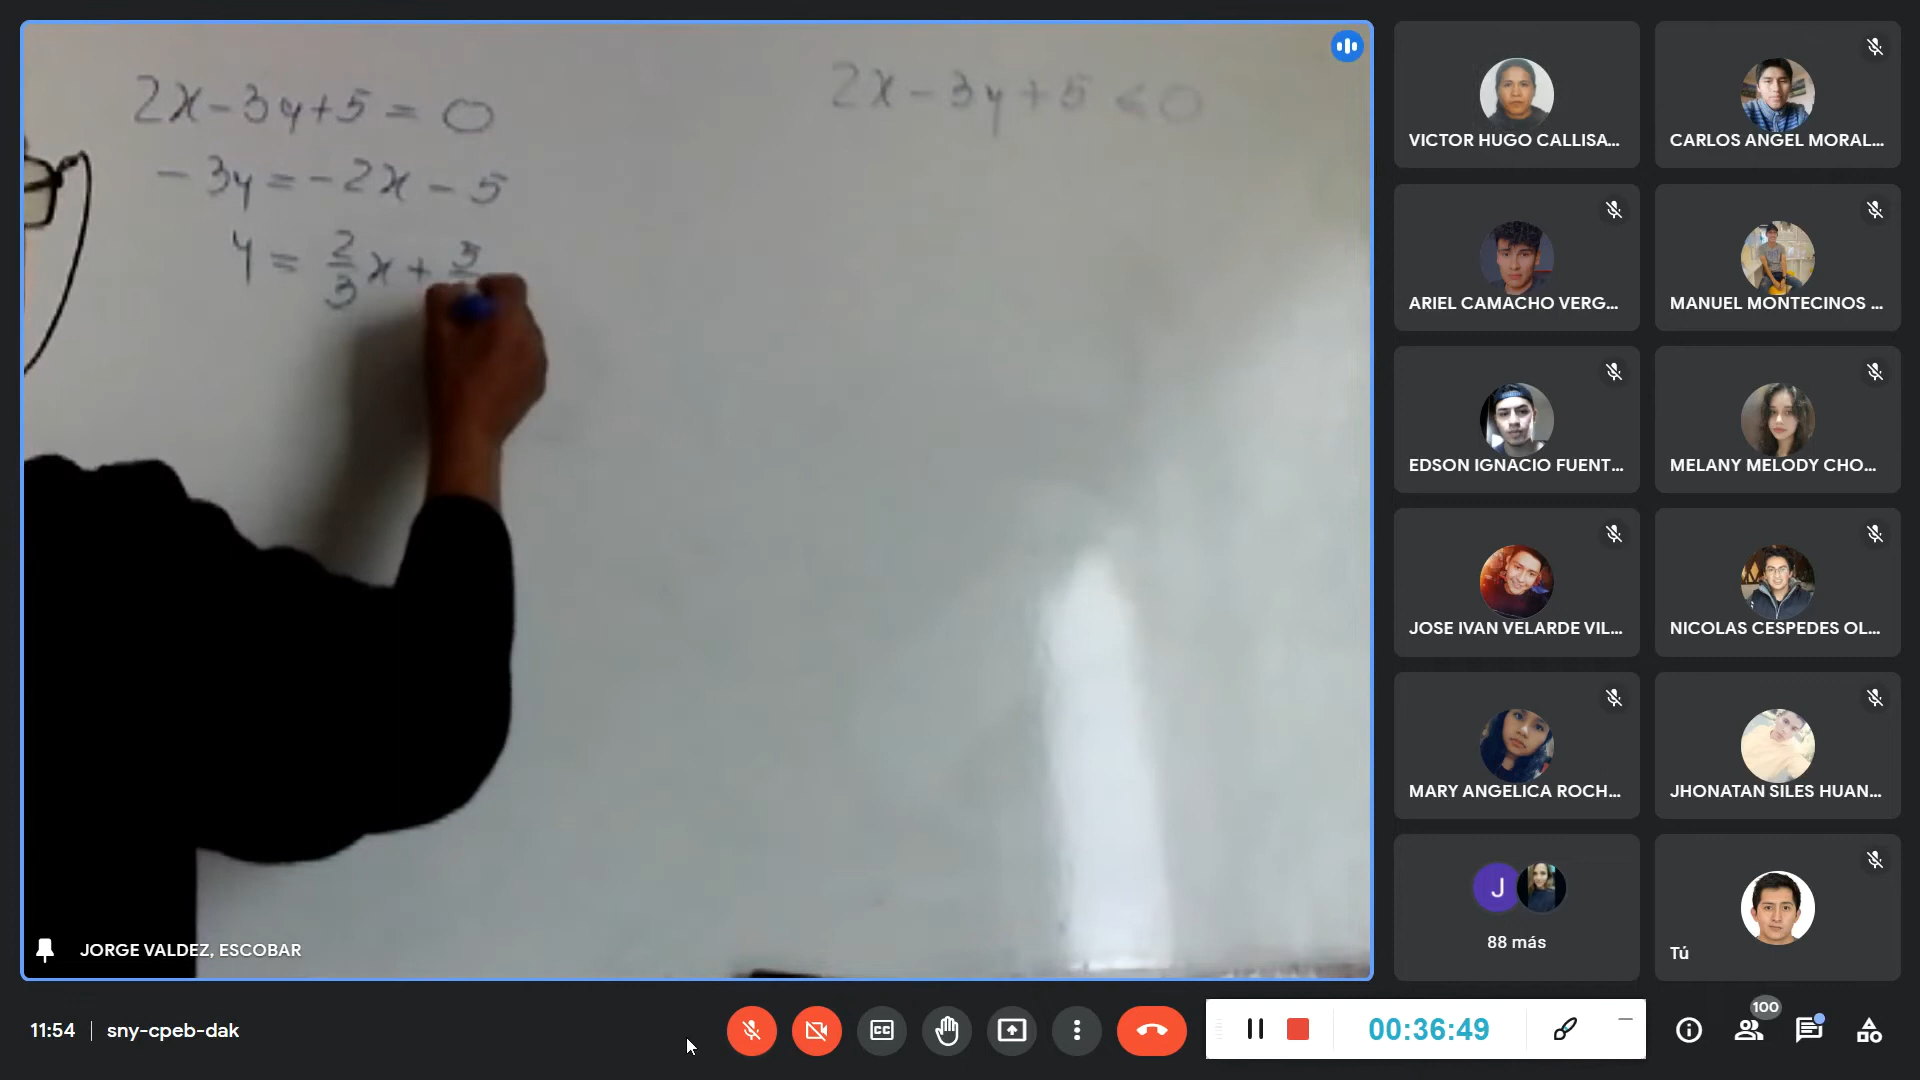 2x - 3y + 5 = 0
- 3y = - 2x - 5
y = 2/3 x + 5
2x - 3y + 5 < 0
JORGE VALDEZ, ESCOBAR
VICTOR HUGO CALLISA...
CARLOS ANGEL MORAL...
ARIEL CAMACHO VERG...
MANUEL MONTECINOS ...
EDSON IGNACIO FUENT...
MELANY MELODY CHO...
JOSE IVAN VELARDE VIL...
NICOLAS CESPEDES OL...
MARY ANGELICA ROCH...
JHONATAN SILES HUAN...
J
88 más
Tú
11:54 | sny-cpeb-dak
CC
00:36:49
100